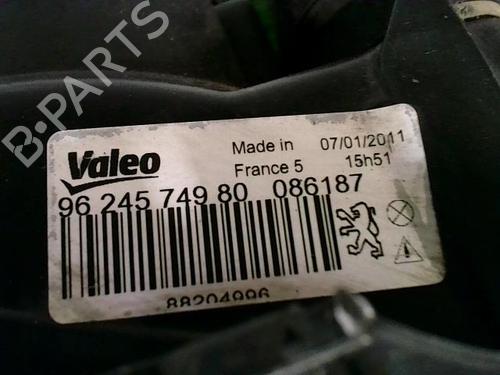 B-PARTS
Valeo
Made in
France 5
07/01/2011
15h51
96 245 749 80 086187
88204996